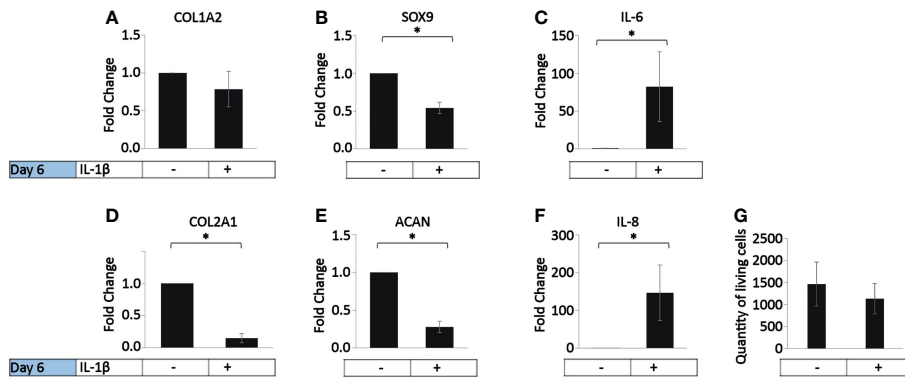 A COL1A2
Fold Change
1.5
1.0
0.5
0.0
B SOX9
*
Fold Change
1.5
1.0
0.5
0.0
C IL-6
*
Fold Change
150
100
50
0
Day 6 IL-1β - +
- +
- +
D COL2A1
*
Fold Change
1.0
0.5
0.0
E ACAN
*
Fold Change
1.5
1.0
0.5
0.0
F IL-8
*
Fold Change
300
200
100
0
G
Quantity of living cells
2500
2000
1500
1000
500
0
Day 6 IL-1β - +
- +
- +
- +